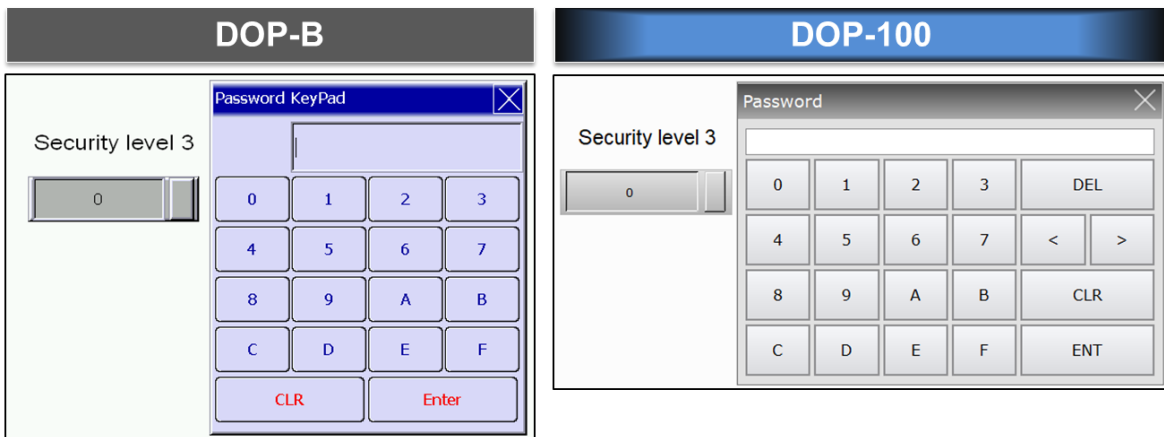 DOP-B
Password KeyPad
Security level 3
0
0 1 2 3
4 5 6 7
8 9 A B
C D E F
CLR Enter
DOP-100
Password
Security level 3
0
0 1 2 3 DEL
4 5 6 7 < >
8 9 A B CLR
C D E F ENT